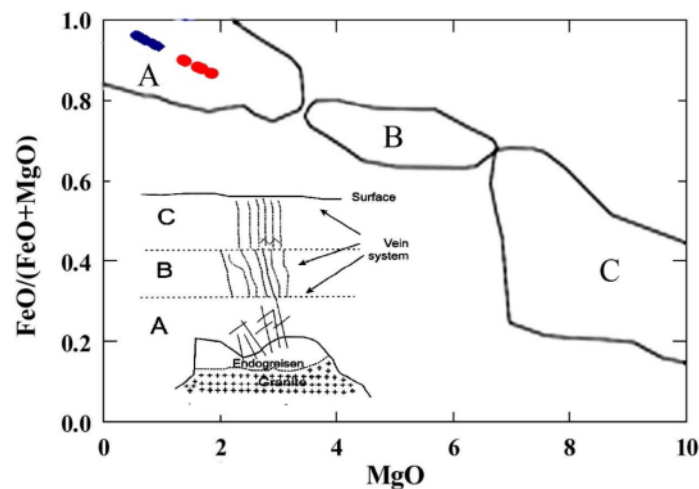 1.0
0.8
0.6
0.4
0.2
0.0
FeO/(FeO+MgO)
A
B
C
C
Surface
Vein
system
B
A
Endogreisen
Granite
0
2
4
6
8
10
MgO